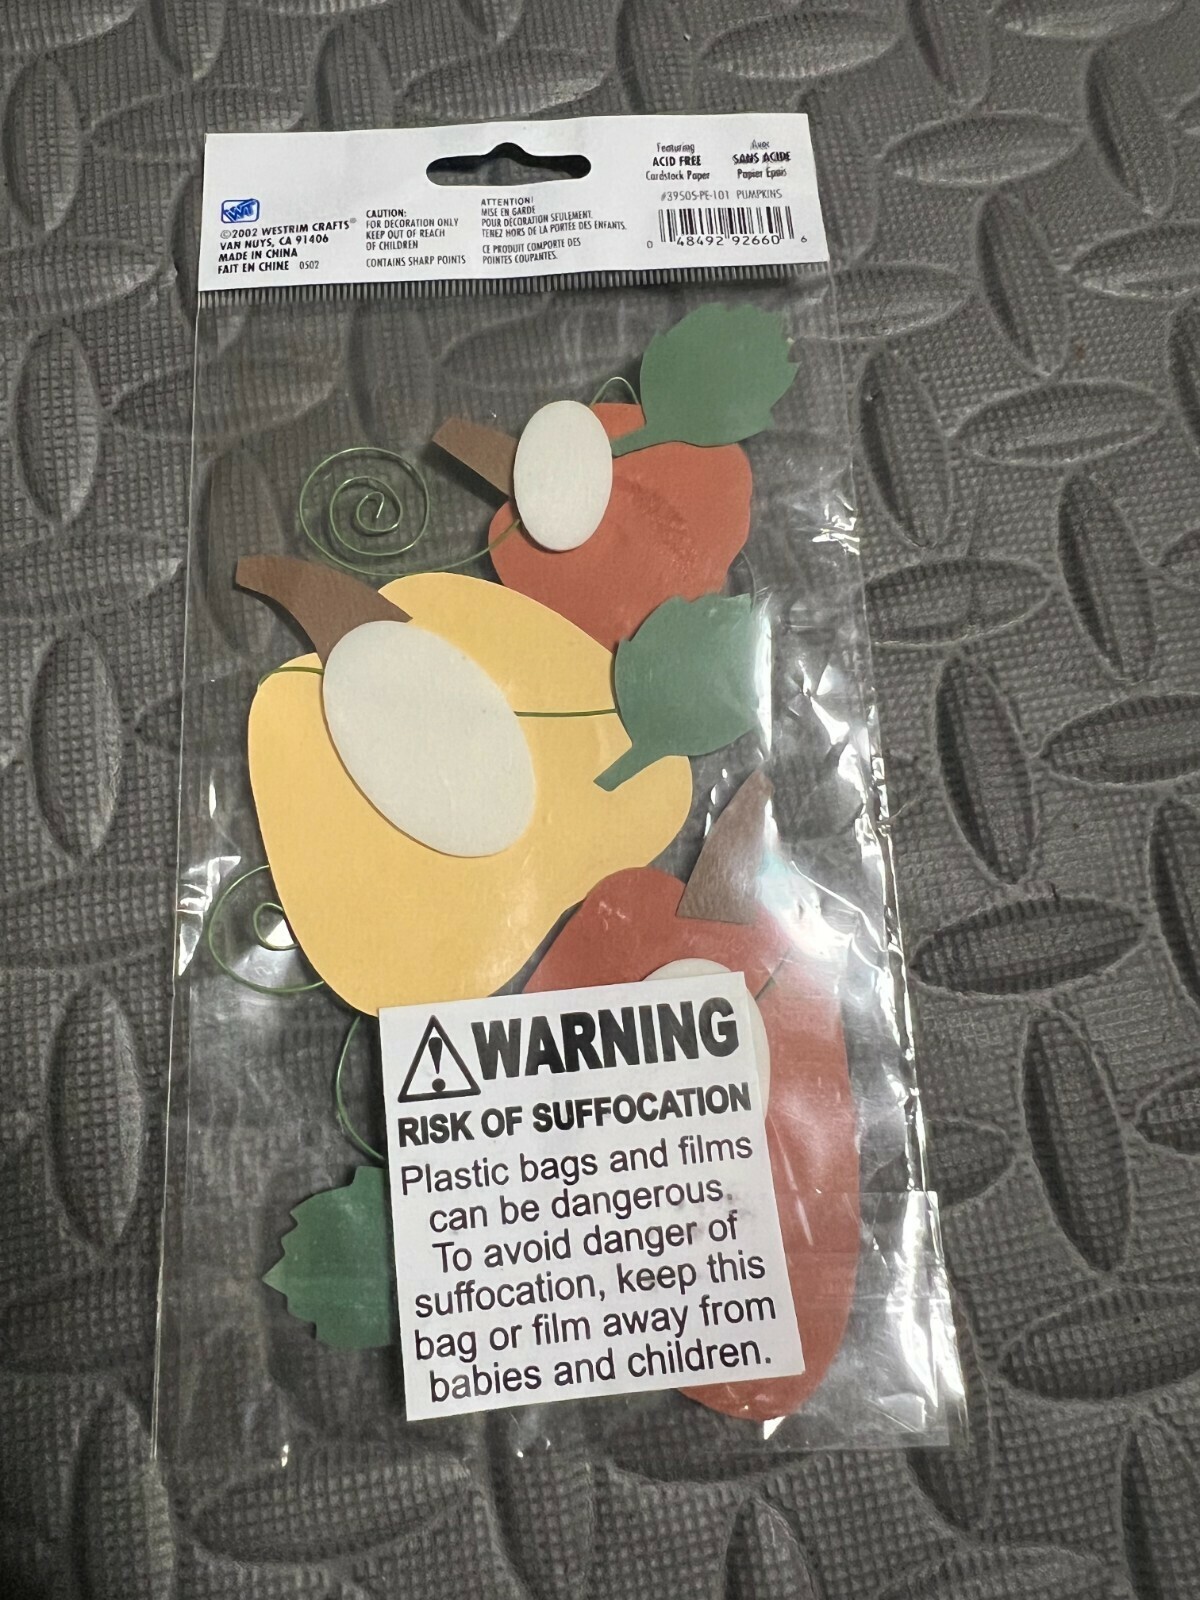 Featuring
ACID FREE
Cardstock Paper
Avec
SANS ACIDE
Papier Épais
#39505-PE-101 PUMPKINS
0 48492 92660 6
©2002 WESTRIM CRAFTS®
VAN NUYS, CA 91406
MADE IN CHINA
FAIT EN CHINE 0502
CAUTION:
FOR DECORATION ONLY
KEEP OUT OF REACH
OF CHILDREN
CONTAINS SHARP POINTS
ATTENTION!
MISE EN GARDE
POUR DÉCORATION SEULEMENT.
TENEZ HORS DE LA PORTÉE DES ENFANTS.
CE PRODUIT COMPORTE DES
POINTES COUPANTES.
WARNING
RISK OF SUFFOCATION
Plastic bags and films
can be dangerous.
To avoid danger of
suffocation, keep this
bag or film away from
babies and children.